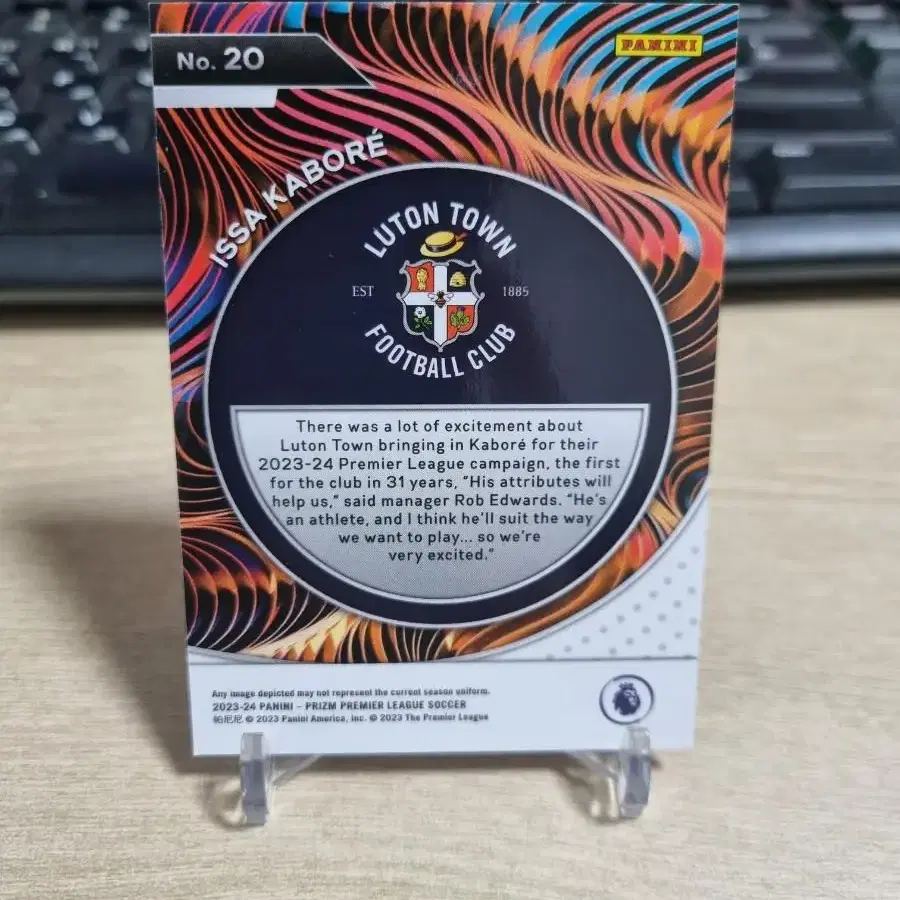 No. 20
PANINI
ISSA KABORÉ
LUTON TOWN
EST 1885
FOOTBALL CLUB
There was a lot of excitement about
Luton Town bringing in Kaboré for their
2023-24 Premier League campaign, the first
for the club in 31 years, "His attributes will
help us," said manager Rob Edwards. "He's
an athlete, and I think he'll suit the way
we want to play... so we're
very excited."
Any image depicted may not represent the current season uniform.
2023-24 PANINI - PRIZM PREMIER LEAGUE SOCCER
帕尼尼 © 2023 Panini America, Inc. © 2023 The Premier League